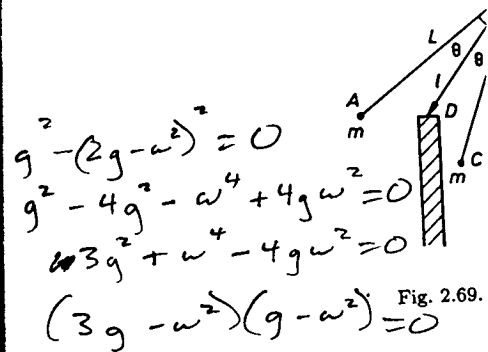 L
θ
θ
l
A
D
m
C
m
g² - (2g - ω²)² = 0
g² - 4g² - ω⁴ + 4gω² = 0
3g² + ω⁴ - 4gω² = 0
Fig. 2.69.
(3g - ω²)(g - ω²) = 0